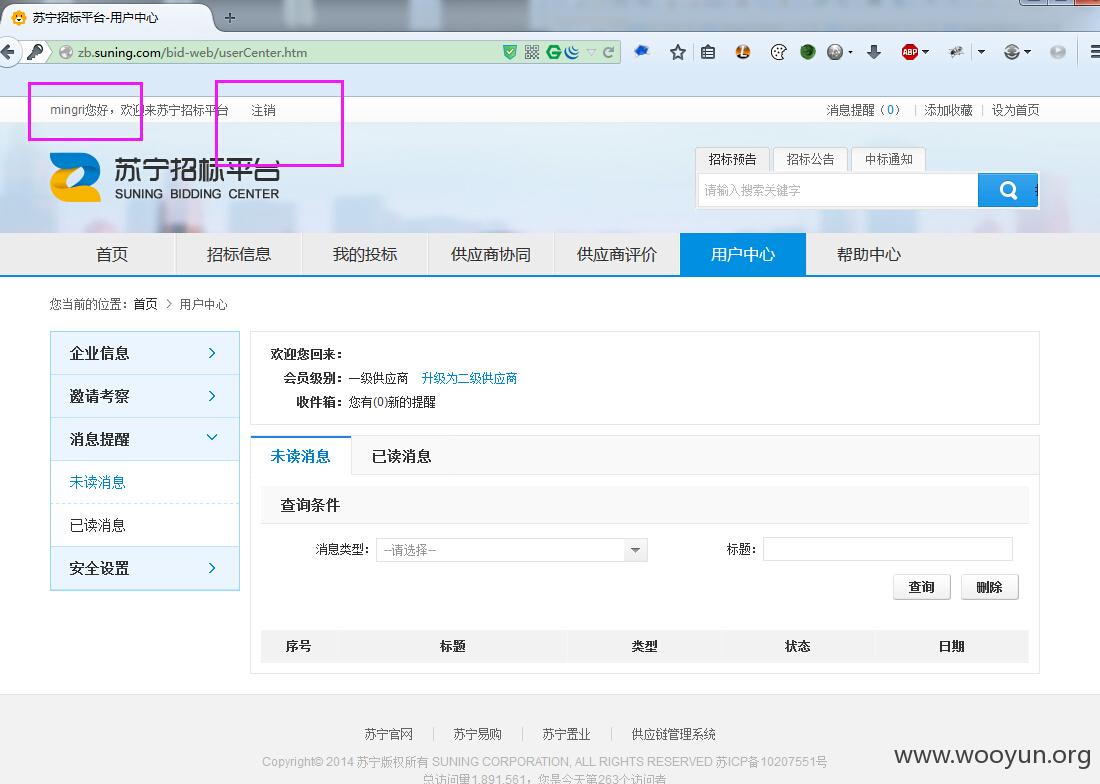 苏宁招标平台-用户中心
zb.suning.com/bid-web/userCenter.htm
ABP
mingri您好，欢迎来苏宁招标平台 注销 消息提醒（0） 添加收藏 设为首页
苏宁招标平台
SUNING BIDDING CENTER
招标预告 招标公告 中标通知
请输入搜索关键字
首页 招标信息 我的投标 供应商协同 供应商评价 用户中心 帮助中心
您当前的位置：首页 > 用户中心
企业信息
邀请考察
消息提醒
未读消息
已读消息
安全设置
欢迎您回来：
会员级别：一级供应商 升级为二级供应商
收件箱：您有(0)新的提醒
未读消息 已读消息
查询条件
消息类型：--请选择-- 标题：
查询 删除
序号 标题 类型 状态 日期
苏宁官网 苏宁易购 苏宁置业 供应链管理系统
Copyright© 2014 苏宁版权所有 SUNING CORPORATION, ALL RIGHTS RESERVED 苏ICP备10207551号
总访问量1,891,561，您是今天第263个访问者
www.wooyun.org